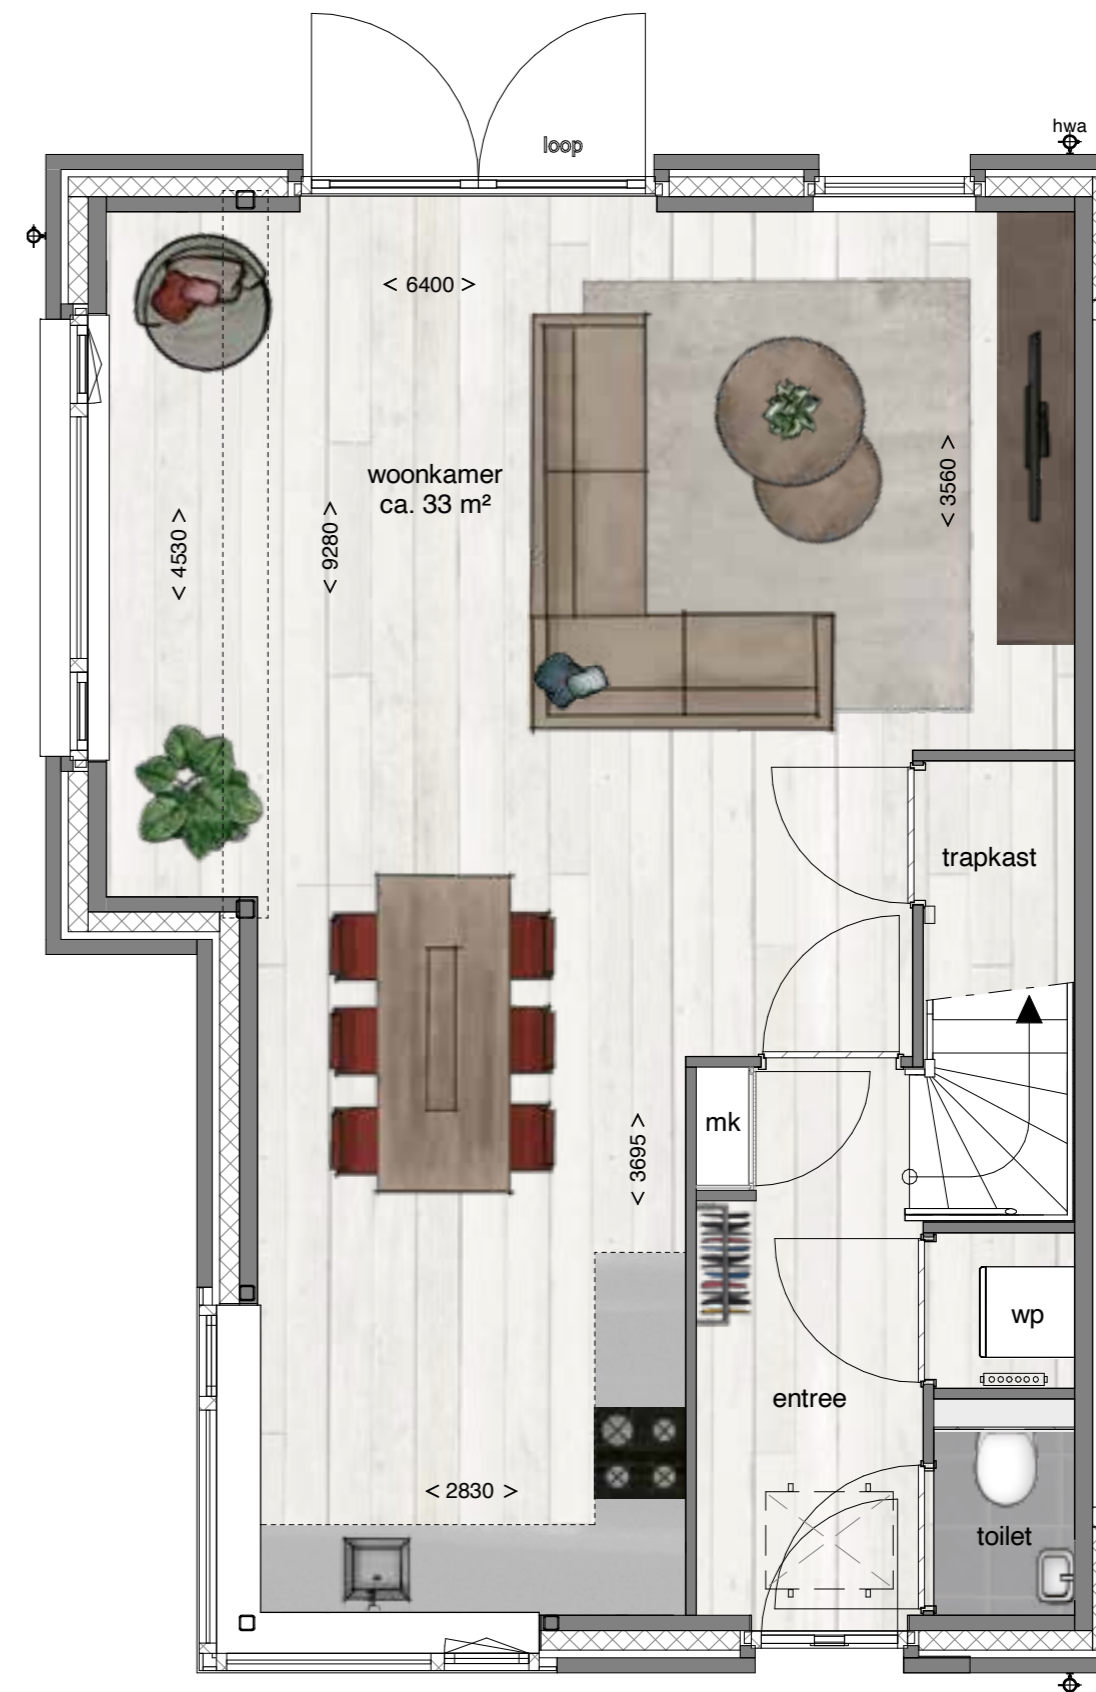 hwa
loop
< 6400 >
woonkamer
ca. 33 m²
< 3560 >
< 4530 >
< 9280 >
trapkast
mk
< 3695 >
wp
entree
< 2830 >
toilet